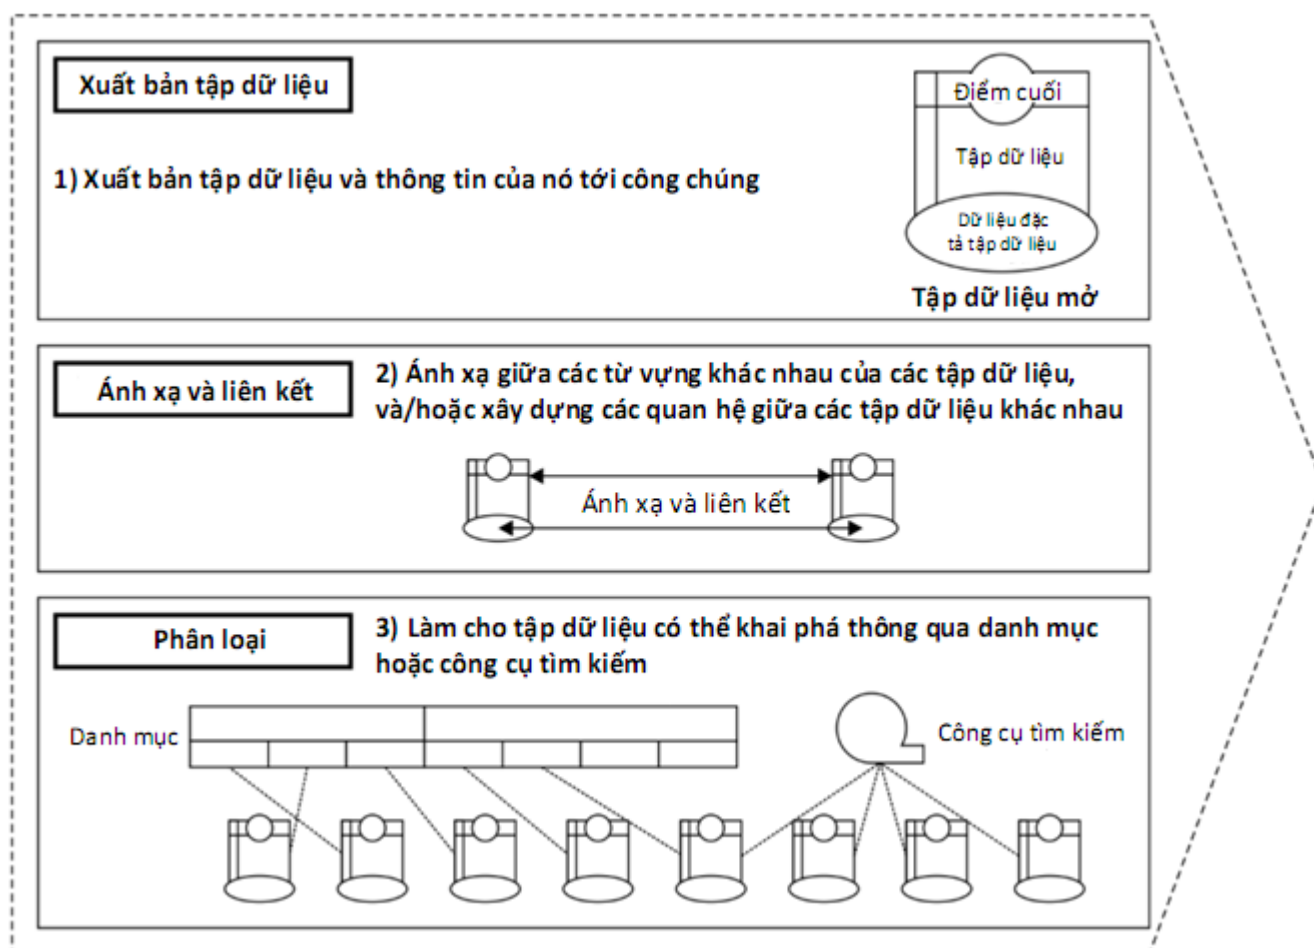 Xuất bản tập dữ liệu
1) Xuất bản tập dữ liệu và thông tin của nó tới công chúng
Điểm cuối
Tập dữ liệu
Dữ liệu đặc
tả tập dữ liệu
Tập dữ liệu mở
Ánh xạ và liên kết
2) Ánh xạ giữa các từ vựng khác nhau của các tập dữ liệu,
và/hoặc xây dựng các quan hệ giữa các tập dữ liệu khác nhau
Ánh xạ và liên kết
Phân loại
3) Làm cho tập dữ liệu có thể khai phá thông qua danh mục
hoặc công cụ tìm kiếm
Danh mục
Công cụ tìm kiếm